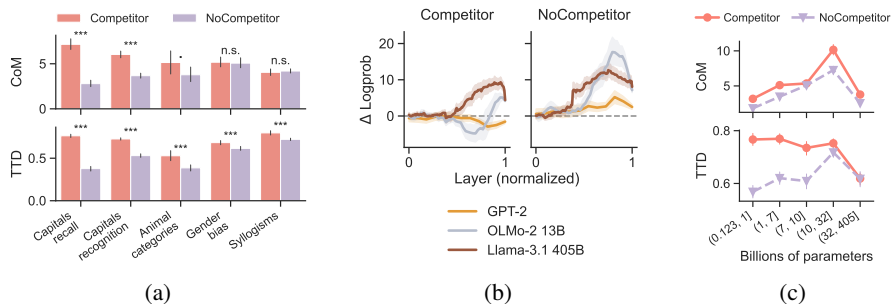 Competitor NoCompetitor
CoM
10
5
0
*** *** . n.s. n.s.
TTD
0.5
0.0
*** *** *** *** ***
Capitals recall
Capitals recognition
Animal categories
Gender bias
Syllogisms
(a)
Competitor NoCompetitor
Δ Logprob
20
10
0
0 1 0 1
Layer (normalized)
GPT-2
OLMo-2 13B
Llama-3.1 405B
(b)
Competitor NoCompetitor
CoM
10
5
TTD
0.8
0.6
(0.123, 1]
(1, 7]
(7, 10]
(10, 32]
(32, 405]
Billions of parameters
(c)